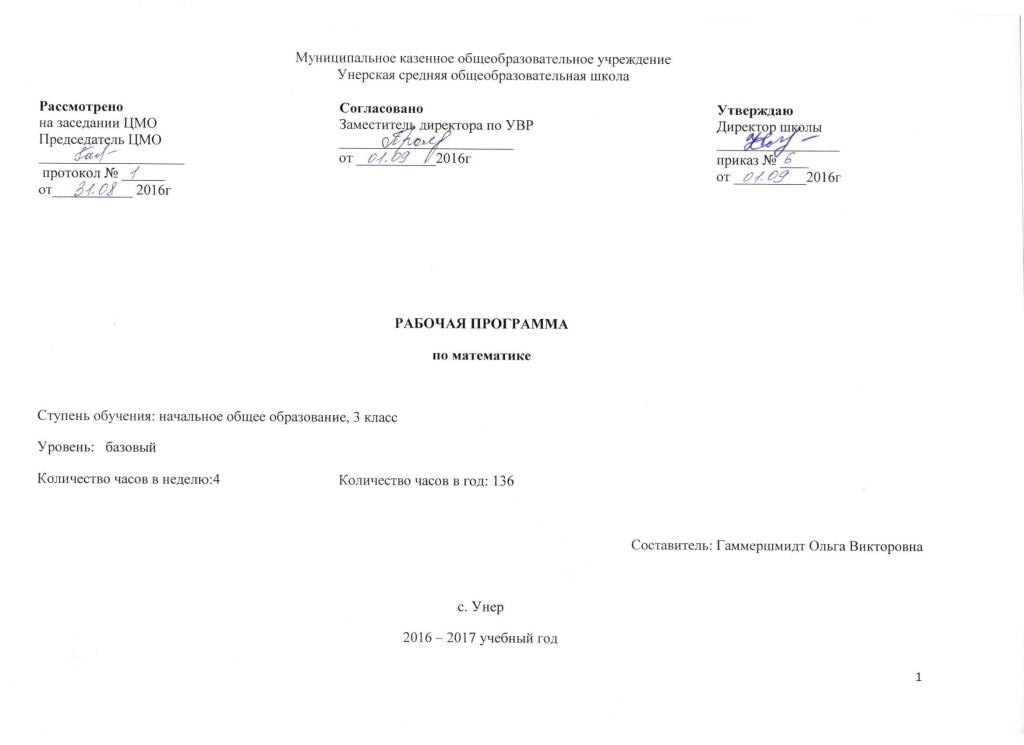 Муниципальное казенное общеобразовательное учреждение
Унерская средняя общеобразовательная школа
Рассмотрено
на заседании ЦМО
Председатель ЦМО
протокол № 1
от 31.08 2016г
Согласовано
Заместитель директора по УВР
от 01.09 2016г
Утверждаю
Директор школы
приказ № 6
от 01.09 2016г
РАБОЧАЯ ПРОГРАММА
по математике
Ступень обучения: начальное общее образование, 3 класс
Уровень: базовый
Количество часов в неделю:4 Количество часов в год: 136
Составитель: Гаммершмидт Ольга Викторовна
с. Унер
2016 – 2017 учебный год
1